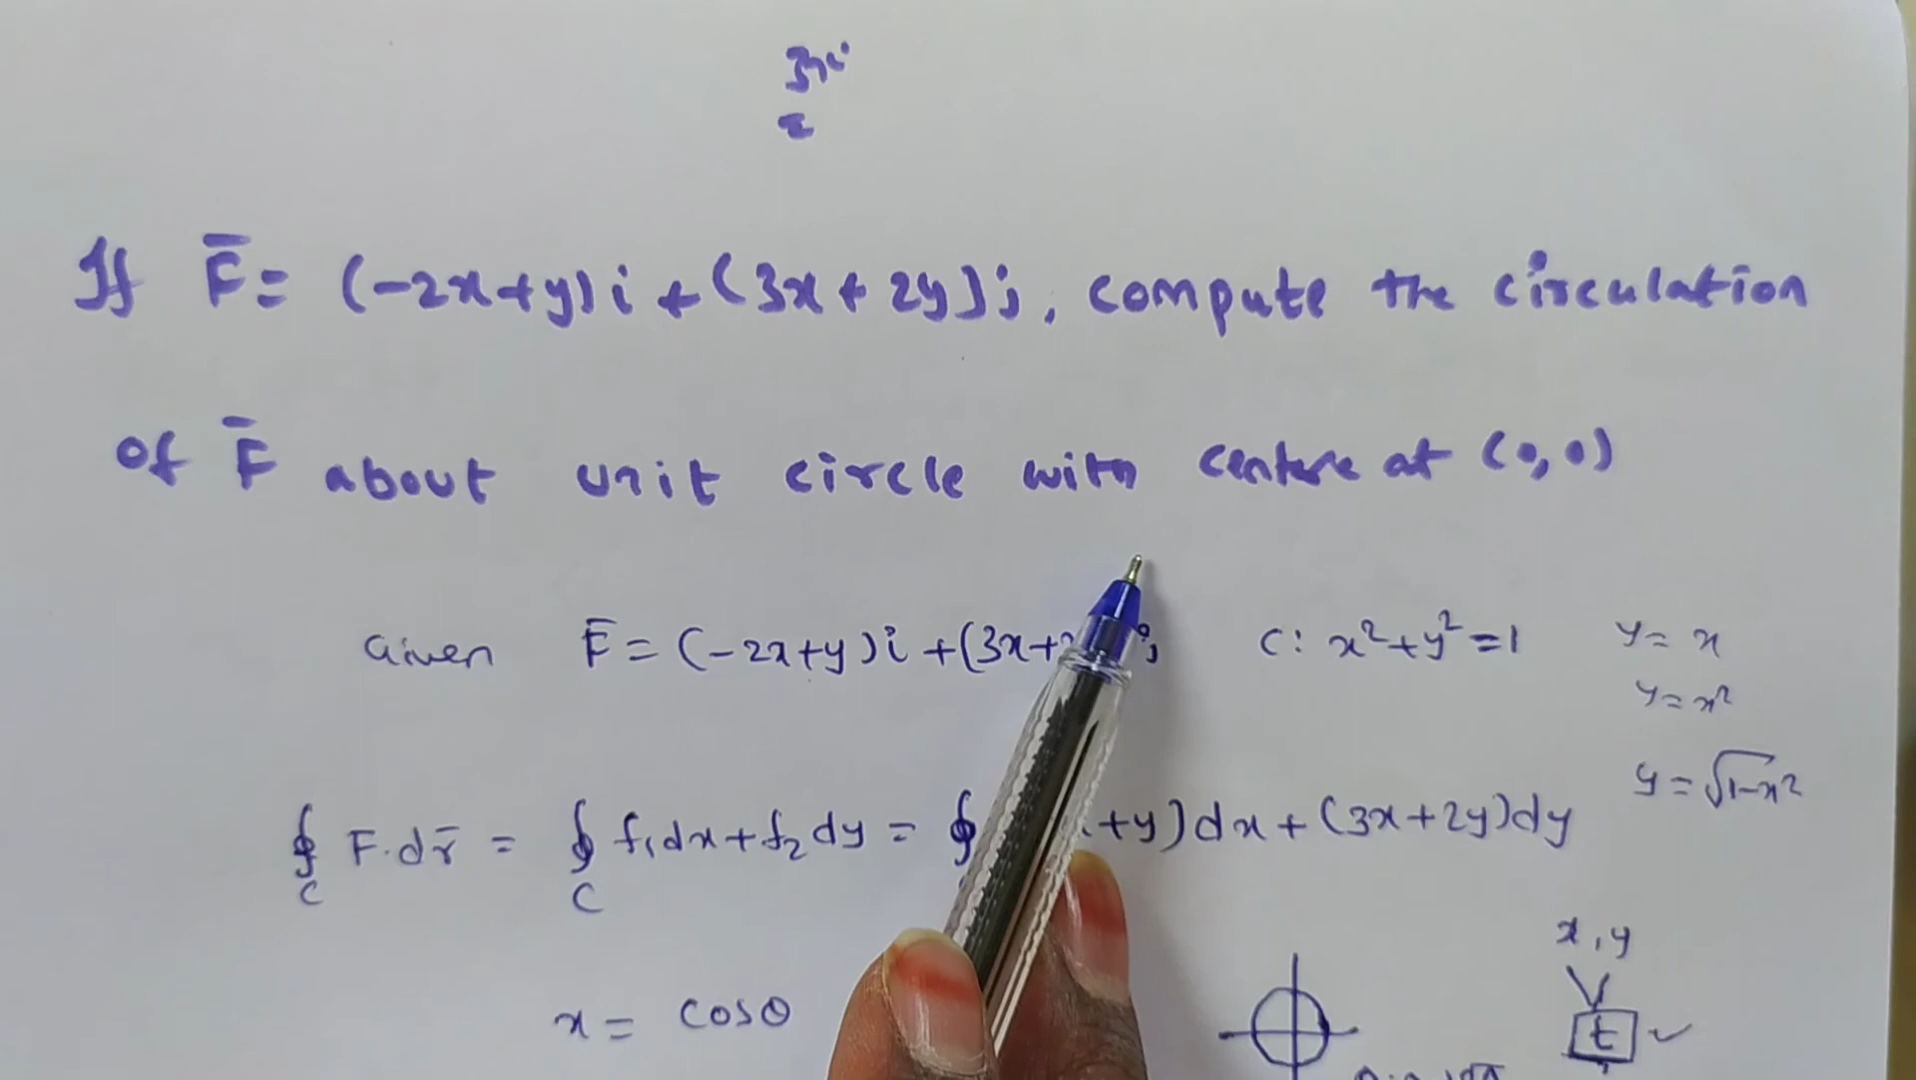 If F̄ = (-2x+y)i + (3x+2y)j, compute the circulation
of F̄ about unit circle with centre at (0,0)
Given F̄ = (-2x+y)i + (3x+ j C: x²+y²=1
y = x
y = x²
y = √1-x²
∮ F.dr̄ = ∮ f₁dx+f₂dy = ∮ +y)dx + (3x+2y)dy
C C
x, y
x = cosθ
t